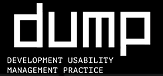 dump
DEVELOPMENT USABILITY
MANAGEMENT PRACTICE